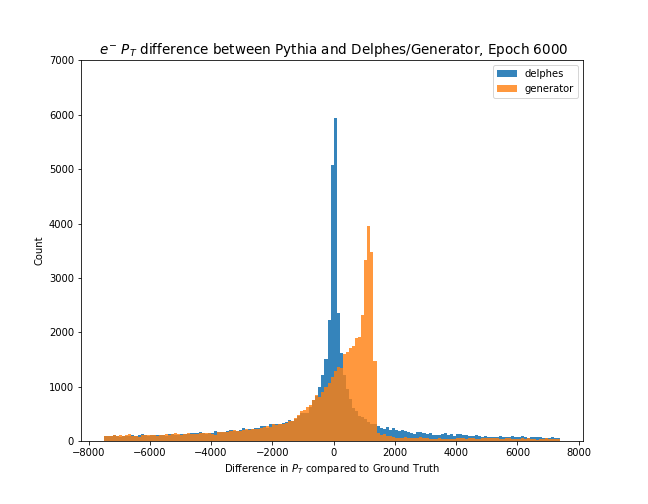 e⁻ P_T difference between Pythia and Delphes/Generator, Epoch 6000
delphes
generator
7000
6000
5000
4000
3000
2000
1000
0
Count
−8000 −6000 −4000 −2000 0 2000 4000 6000 8000
Difference in P_T compared to Ground Truth